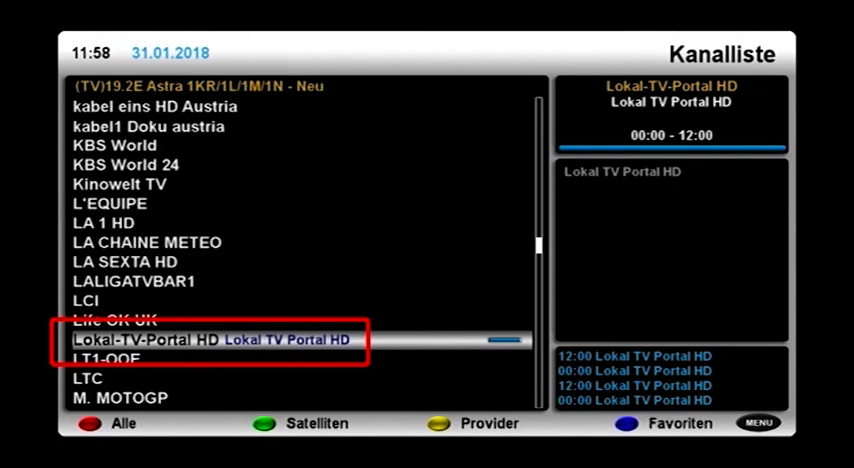 11:58 31.01.2018 Kanalliste
(TV)19.2E Astra 1KR/1L/1M/1N - Neu
kabel eins HD Austria
kabel1 Doku austria
KBS World
KBS World 24
Kinowelt TV
L'EQUIPE
LA 1 HD
LA CHAINE METEO
LA SEXTA HD
LALIGATVBAR1
LCI
Life OK UK
Lokal-TV-Portal HD Lokal TV Portal HD
LT1-OOE
LTC
M. MOTOGP
Lokal-TV-Portal HD
Lokal TV Portal HD
00:00 - 12:00
Lokal TV Portal HD
12:00 Lokal TV Portal HD
00:00 Lokal TV Portal HD
12:00 Lokal TV Portal HD
00:00 Lokal TV Portal HD
Alle Satelliten Provider Favoriten MENU